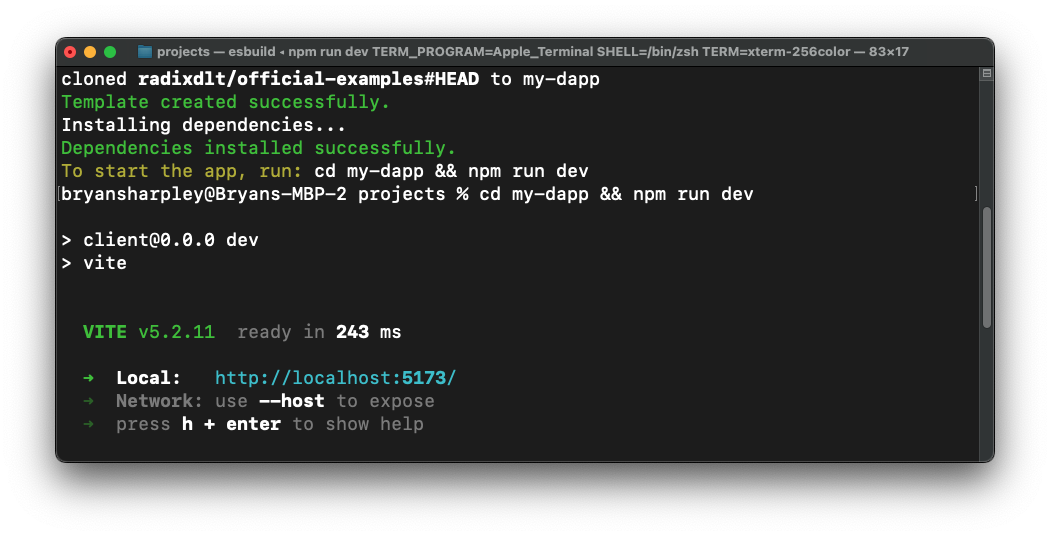 projects — esbuild ◂ npm run dev TERM_PROGRAM=Apple_Terminal SHELL=/bin/zsh TERM=xterm-256color — 83×17
cloned radixdlt/official-examples#HEAD to my-dapp
Template created successfully.
Installing dependencies...
Dependencies installed successfully.
To start the app, run: cd my-dapp && npm run dev
[bryansharpley@Bryans-MBP-2 projects % cd my-dapp && npm run dev ]
> client@0.0.0 dev
> vite
VITE v5.2.11  ready in 243 ms
➜  Local:   http://localhost:5173/
➜  Network: use --host to expose
➜  press h + enter to show help